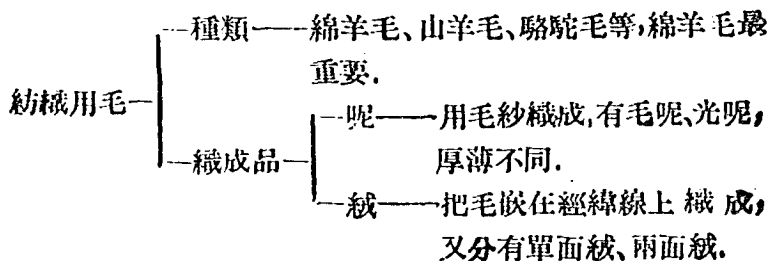 種類——綿羊毛、山羊毛、駱駝毛等,綿羊毛最
重要.
紡織用毛
呢——用毛紗織成,有毛呢、光呢,
織成品
厚薄不同.
絨——把毛嵌在經緯線上織成,
又分有單面絨、兩面絨.